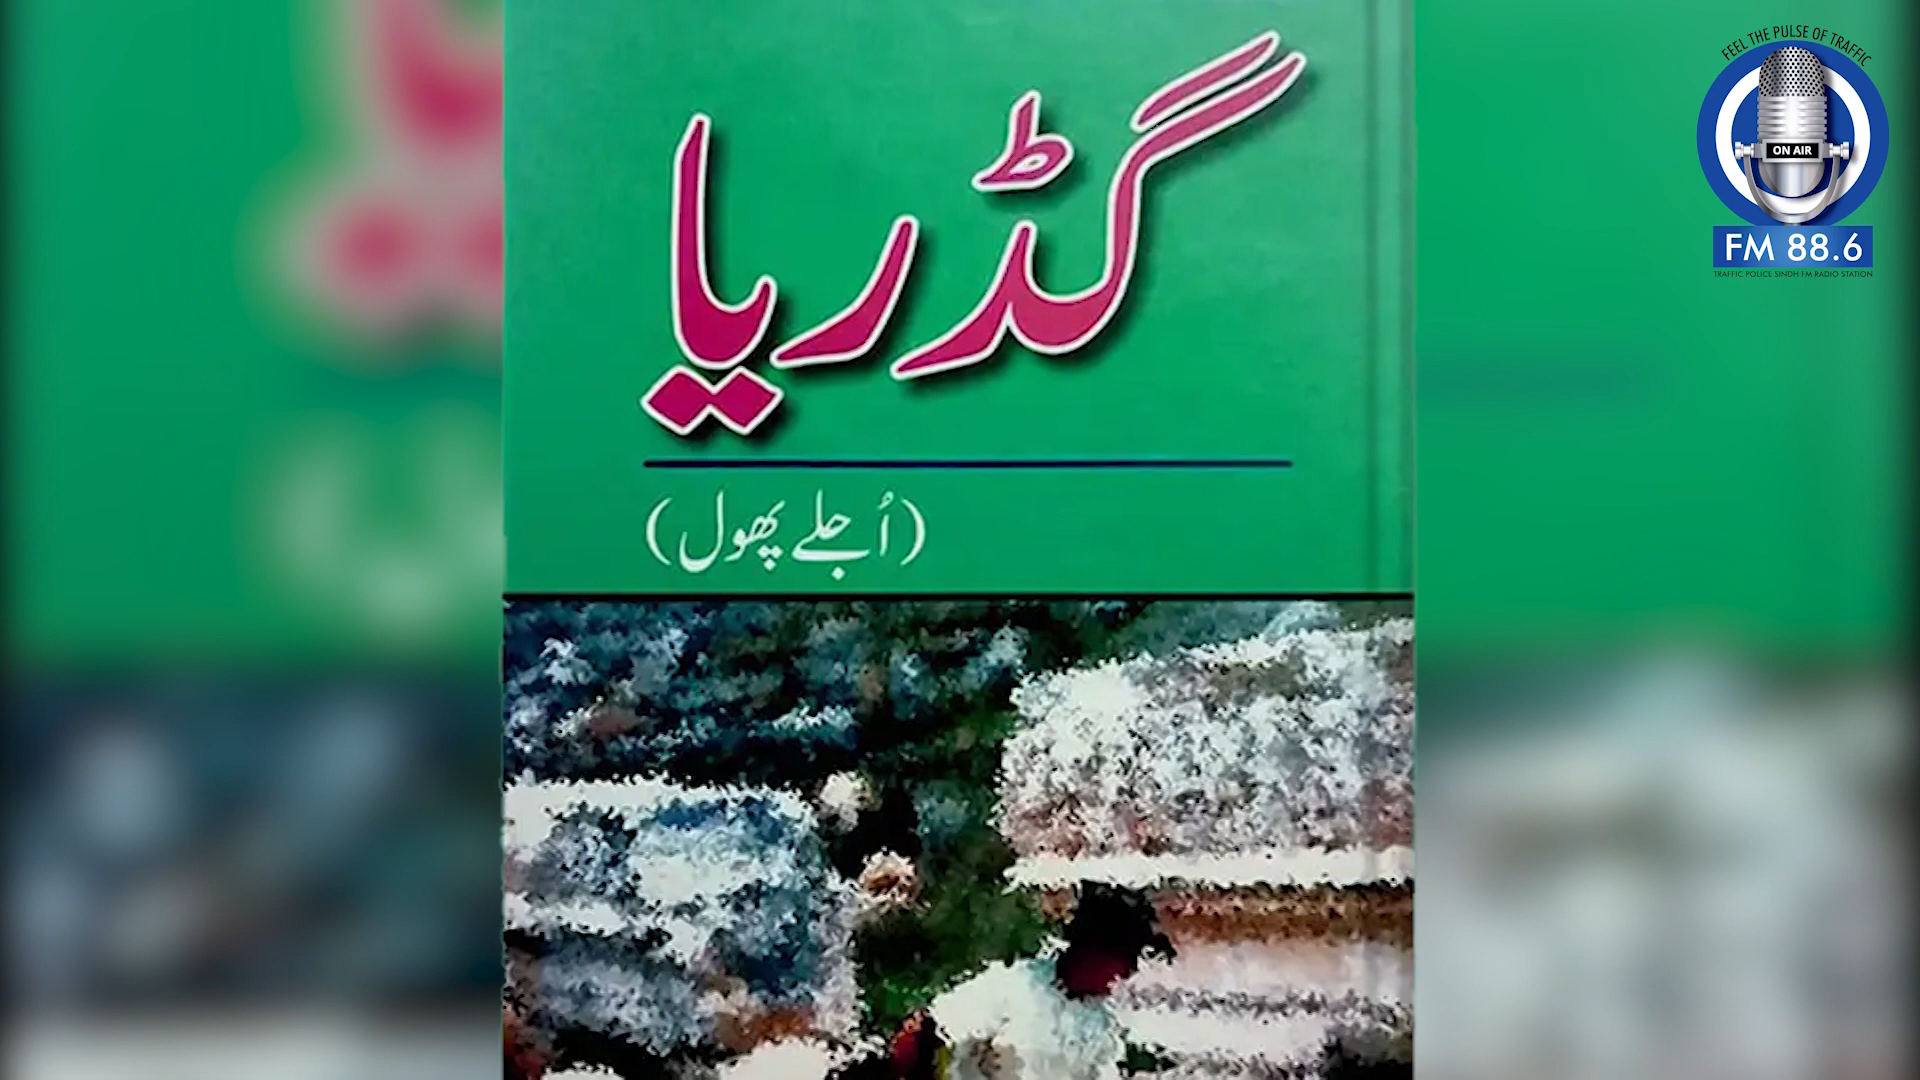 گڈریا
(اُجلے پھول)
FEEL THE PULSE OF TRAFFIC
ON AIR
FM 88.6
TRAFFIC POLICE SINDH FM RADIO STATION